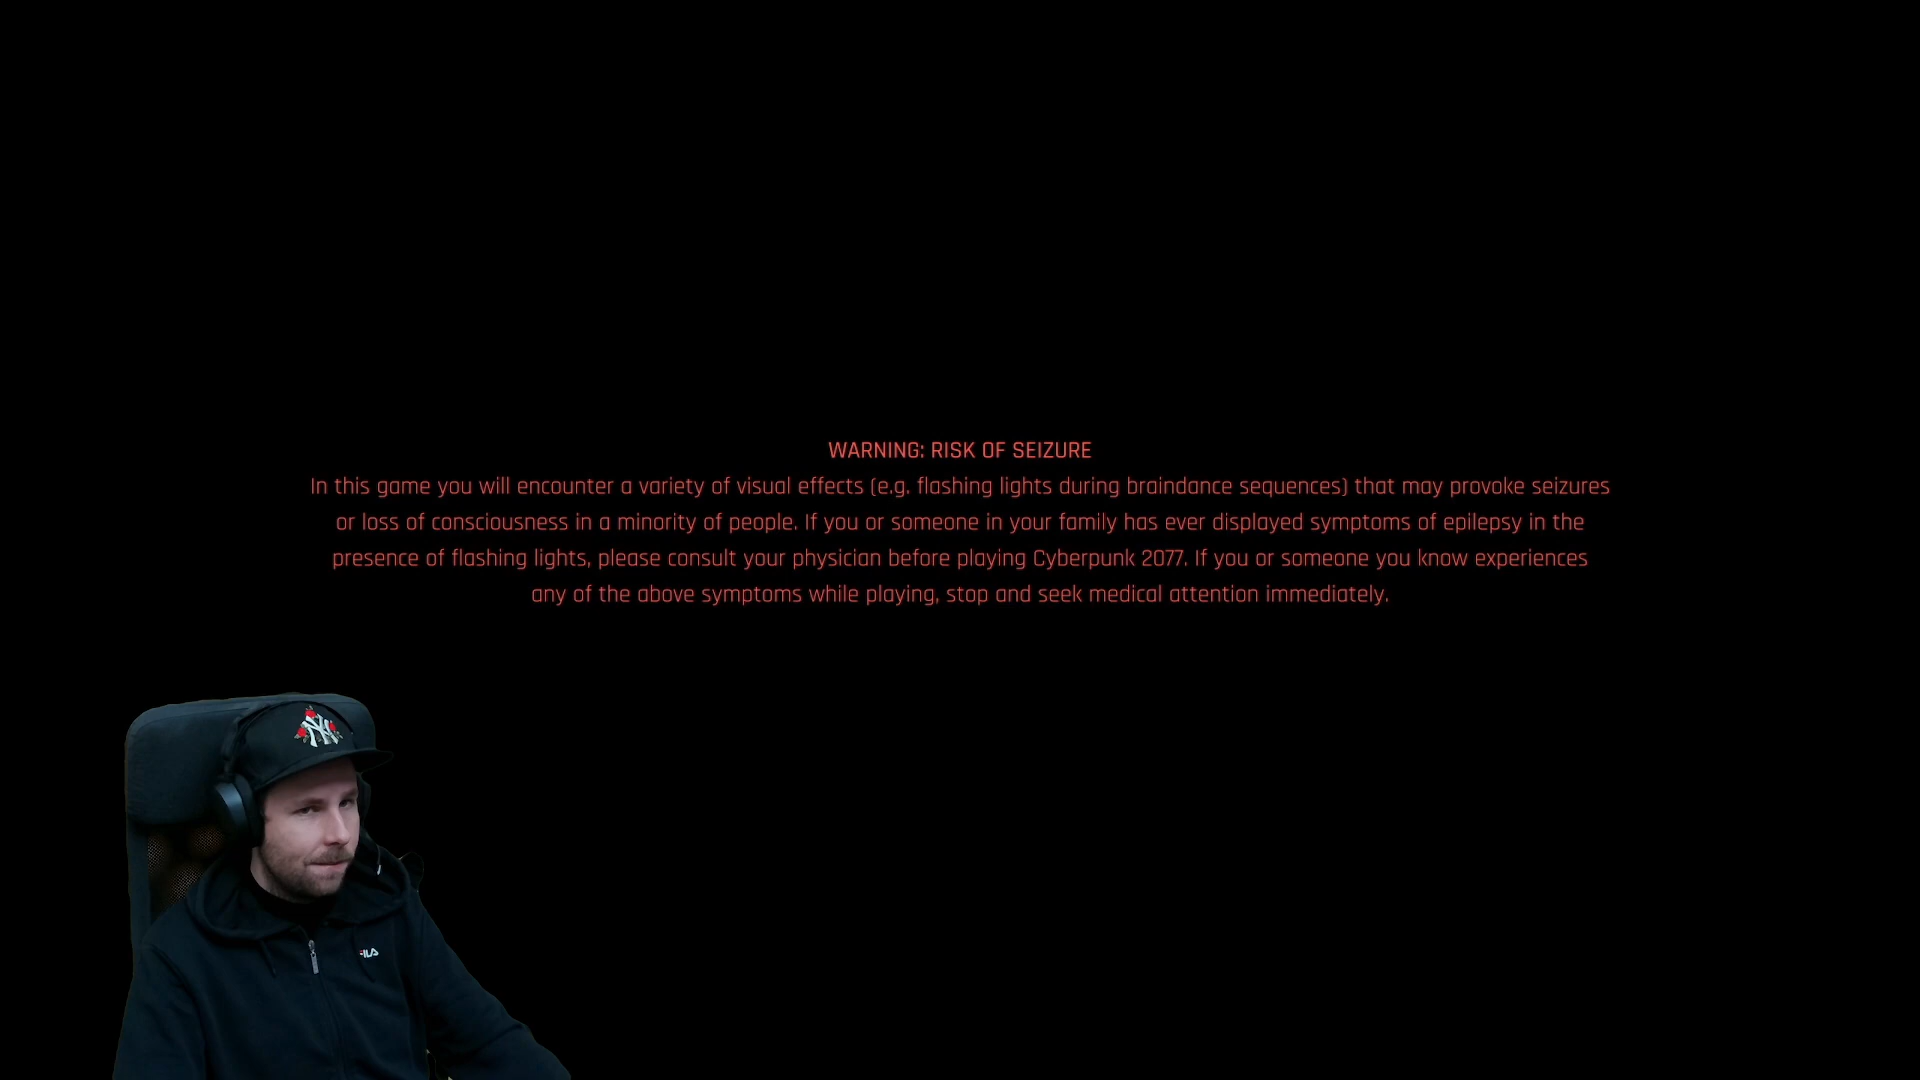 WARNING: RISK OF SEIZURE
In this game you will encounter a variety of visual effects (e.g. flashing lights during braindance sequences) that may provoke seizures
or loss of consciousness in a minority of people. If you or someone in your family has ever displayed symptoms of epilepsy in the
presence of flashing lights, please consult your physician before playing Cyberpunk 2077. If you or someone you know experiences
any of the above symptoms while playing, stop and seek medical attention immediately.
NY
FILA